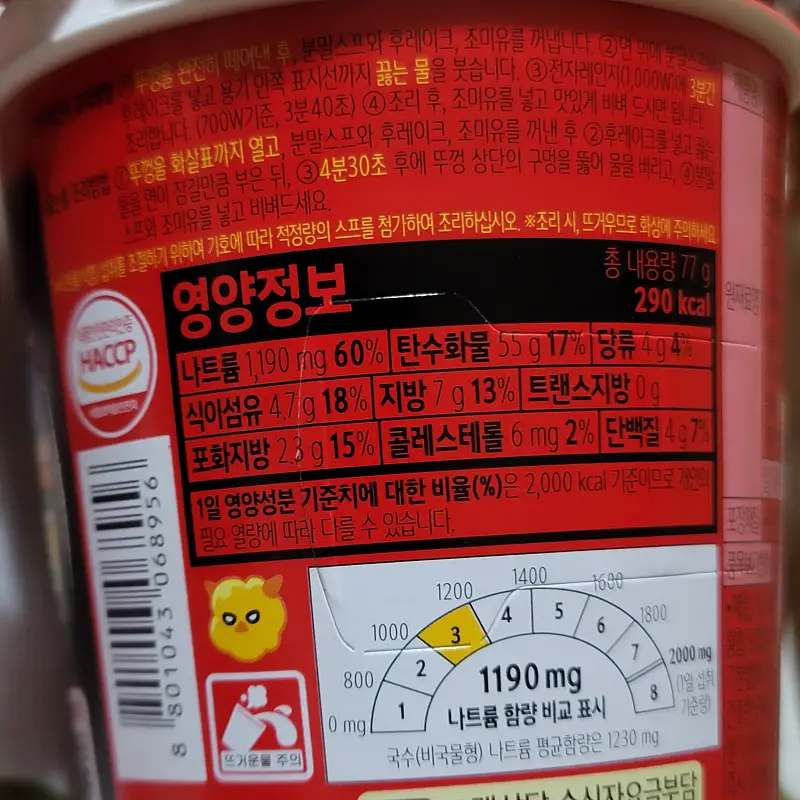 뚜껑을 완전히 떼어낸 후, 분말스프와 후레이크, 조미유를 꺼냅니다. ②면 위에 분말스프와
후레이크를 넣고 용기 안쪽 표시선까지 끓는 물을 붓습니다. ③전자레인지(1,000W)에 3분간
조리합니다. (700W기준, 3분40초) ④조리 후, 조미유를 넣고 맛있게 비벼 드시면 됩니다.
①뚜껑을 화살표까지 열고, 분말스프와 후레이크, 조미유를 꺼낸 후 ②후레이크를 넣고 끓는
물을 면이 잠길만큼 부은 뒤, ③4분30초 후에 뚜껑 상단의 구멍을 뚫어 물을 버리고, ④분말
스프와 조미유를 넣고 비벼드세요.
섭취를 조절하기 위하여 기호에 따라 적정량의 스프를 첨가하여 조리하십시오. ※조리 시, 뜨거우므로 화상에 주의하세요
영양정보
총 내용량 77 g
290 kcal
나트륨 1,190 mg 60% 탄수화물 55 g 17% 당류 4 g 4%
식이섬유 4.7 g 18% 지방 7 g 13% 트랜스지방 0 g
포화지방 2.3 g 15% 콜레스테롤 6 mg 2% 단백질 4 g 7%
1일 영양성분 기준치에 대한 비율(%)은 2,000 kcal 기준이므로 개인의
필요 열량에 따라 다를 수 있습니다.
HACCP
8 801043 068956
뜨거운물 주의
0 mg 800 1000 1200 1400 1600 1800 2000 mg
(1일 섭취
기준량)
1 2 3 4 5 6 7 8
1190 mg
나트륨 함량 비교 표시
국수(비국물형) 나트륨 평균함량은 1230 mg
원재료명